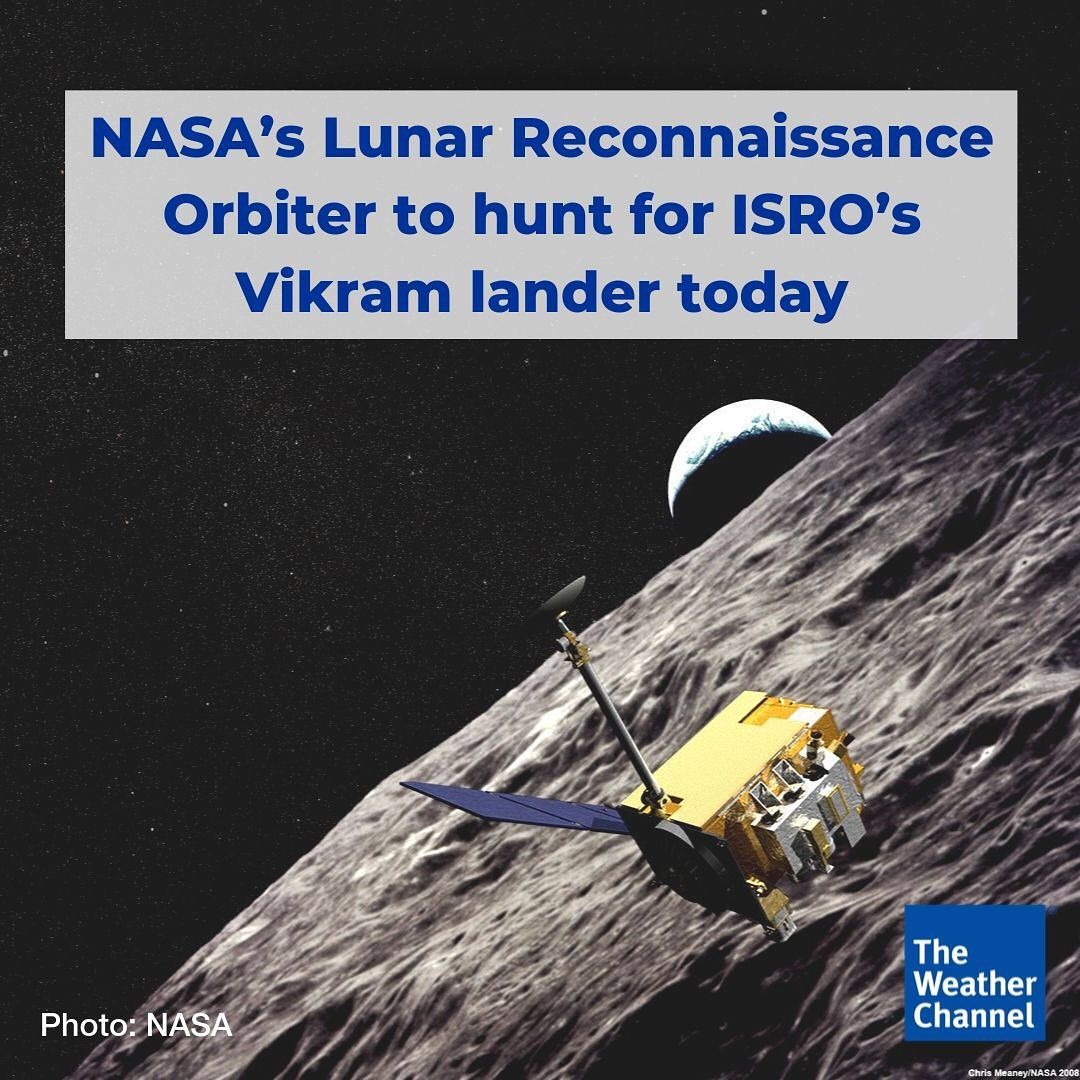 NASA’s Lunar Reconnaissance
Orbiter to hunt for ISRO’s
Vikram lander today
Photo: NASA
The
Weather
Channel
Chris Meaney/NASA 2008